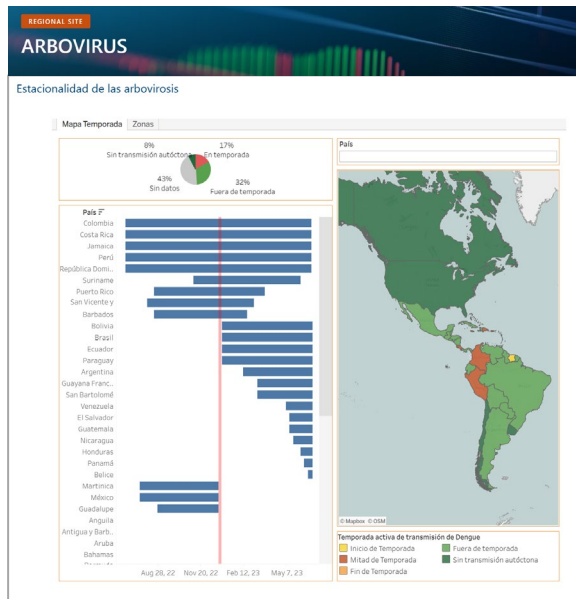 REGIONAL SITE
ARBOVIRUS
Estacionalidad de las arbovirosis
Mapa Temporada Zonas
8%
Sin transmisión autóctona
17%
En temporada
43%
Sin datos
32%
Fuera de temporada
País
País
Colombia
Costa Rica
Jamaica
Perú
República Domi..
Suriname
Puerto Rico
San Vicente y
Barbados
Bolivia
Brasil
Ecuador
Paraguay
Argentina
Guayana Franc..
San Bartolomé
Venezuela
El Salvador
Guatemala
Nicaragua
Honduras
Panamá
Belice
Martinica
México
Guadalupe
Anguila
Antigua y Barb..
Aruba
Bahamas
Aug 28, 22 Nov 20, 22 Feb 12, 23 May 7, 23
© Mapbox © OSM
Temporada activa de transmisión de Dengue
Inicio de Temporada Fuera de temporada
Mitad de Temporada Sin transmisión autóctona
Fin de Temporada